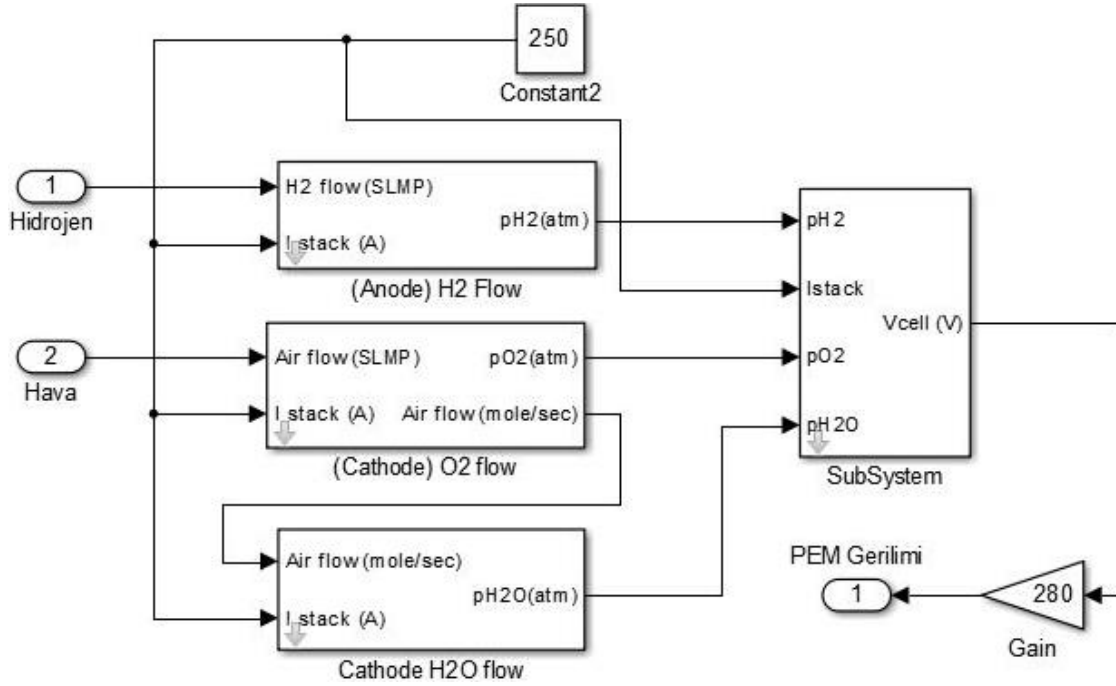 250
Constant2
1
Hidrojen
H2 flow(SLMP)
I stack (A)
pH2(atm)
(Anode) H2 Flow
2
Hava
Air flow(SLMP)
I stack (A)
pO2(atm)
Air flow(mole/sec)
(Cathode) O2 flow
Air flow(mole/sec)
I stack (A)
pH2O(atm)
Cathode H2O flow
pH2
Istack
pO2
pH2O
Vcell (V)
SubSystem
PEM Gerilimi
1
280
Gain